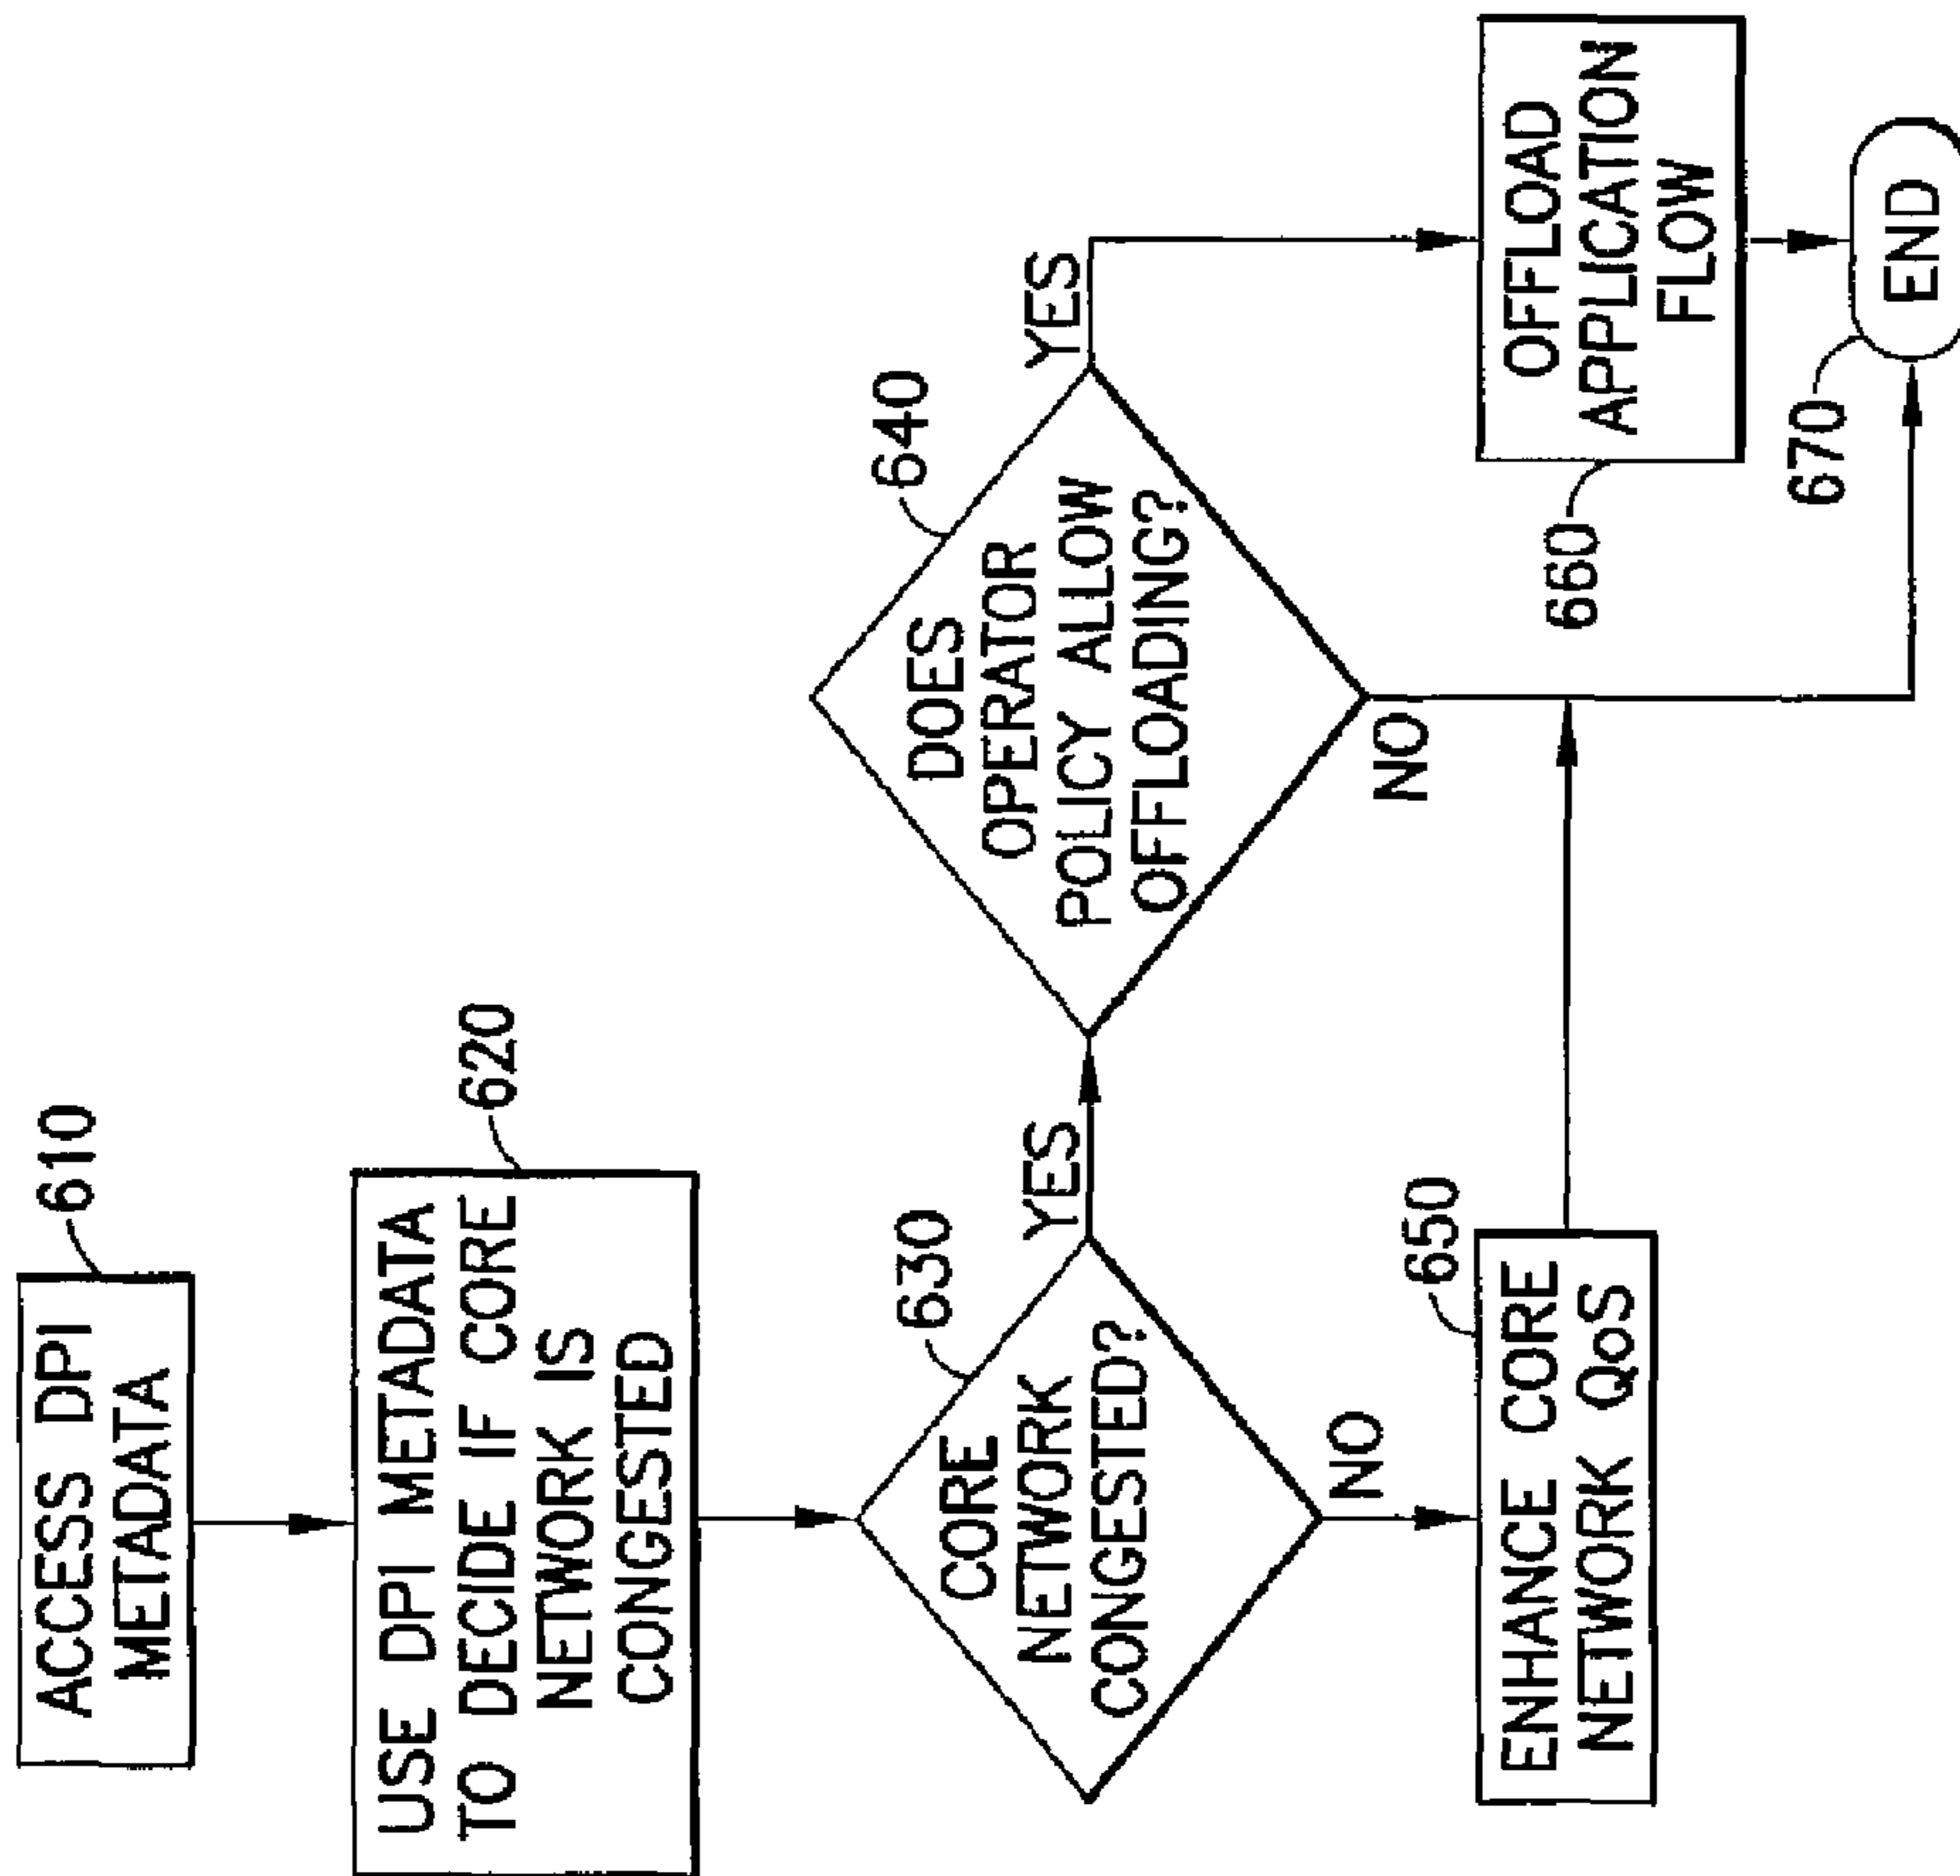 610
ACCESS DPI
METADATA
620
USE DPI METADATA
TO DECIDE IF CORE
NETWORK IS
CONGESTED
630
CORE
NETWORK
CONGESTED?
YES
NO
640
DOES
OPERATOR
POLICY ALLOW
OFFLOADING?
YES
NO
650
ENHANCE CORE
NETWORK QoS
660
OFFLOAD
APPLICATION
FLOW
670
END